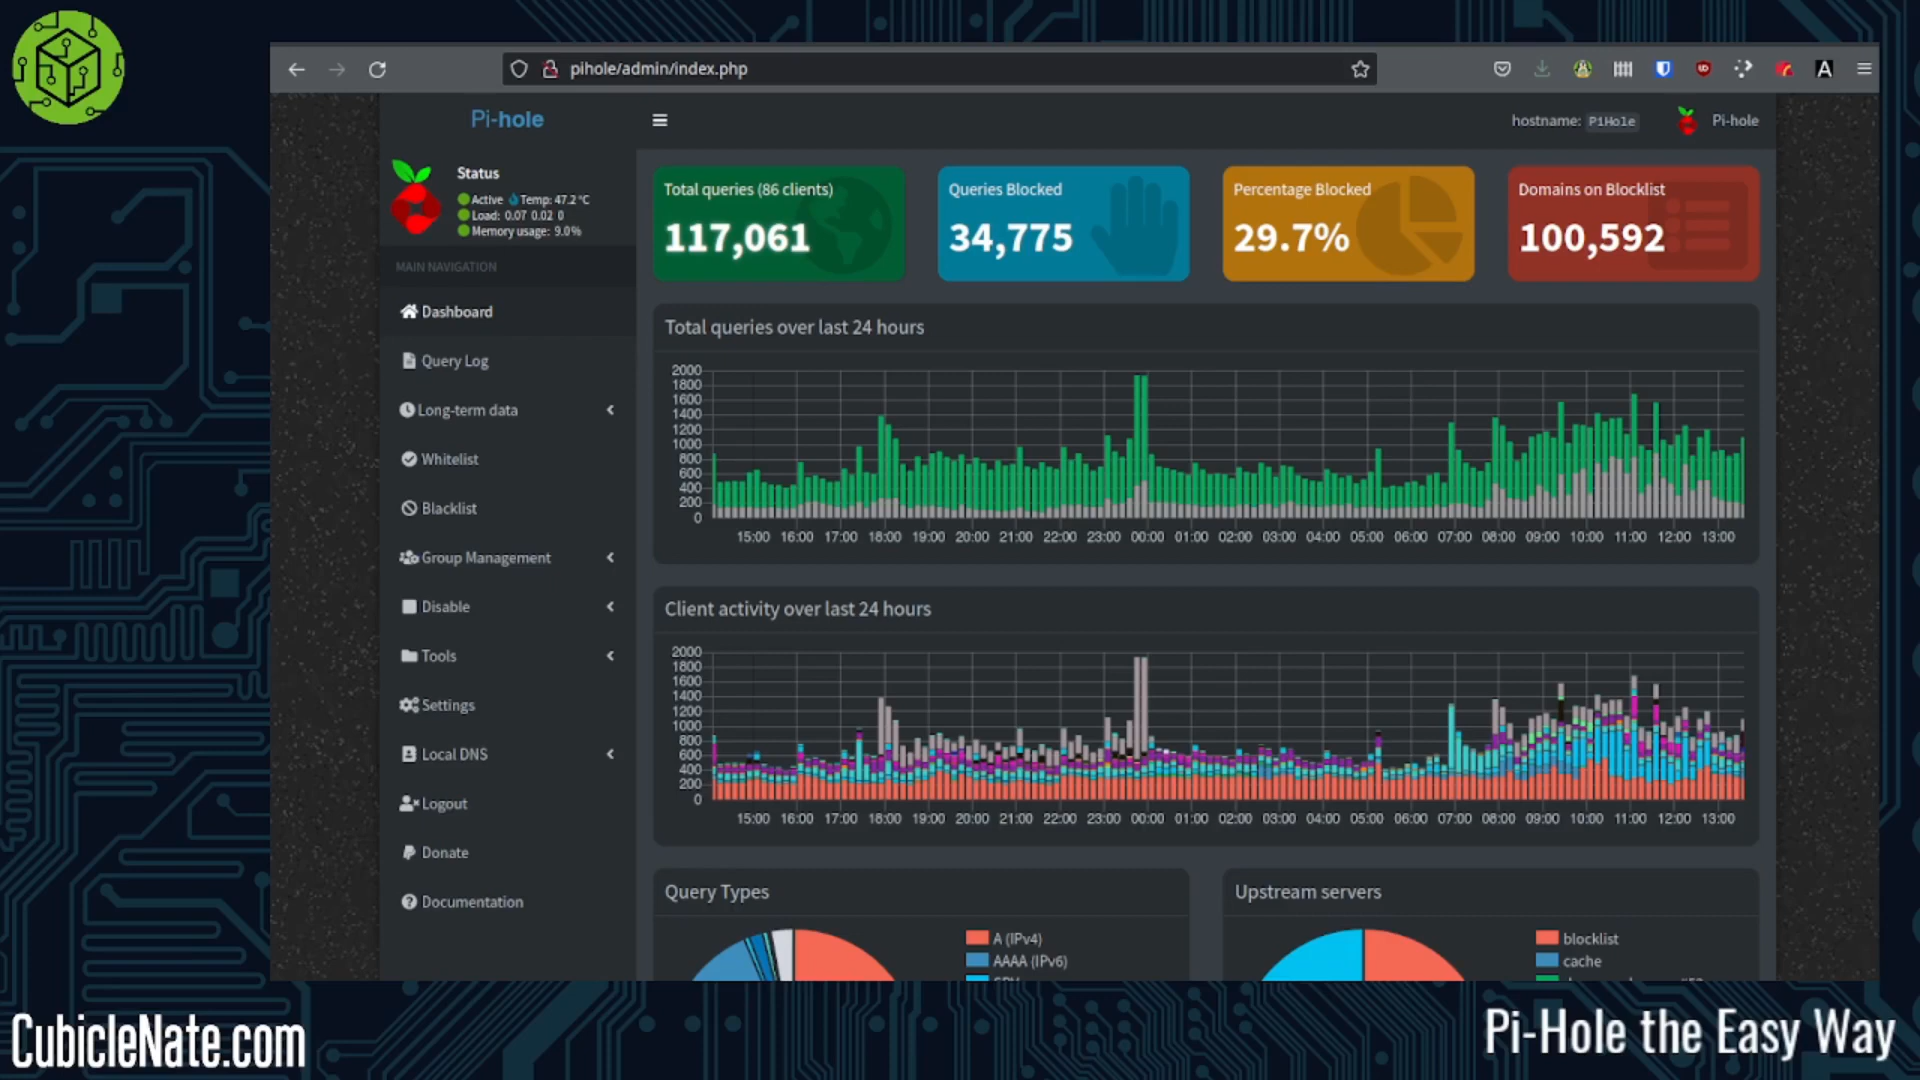 pihole/admin/index.php
Pi-hole
hostname: PiHole
Pi-hole
Status
Active Temp: 47.2 °C
Load: 0.07 0.02 0
Memory usage: 9.0%
MAIN NAVIGATION
Dashboard
Query Log
Long-term data
Whitelist
Blacklist
Group Management
Disable
Tools
Settings
Local DNS
Logout
Donate
Documentation
Total queries (86 clients)
117,061
Queries Blocked
34,775
Percentage Blocked
29.7%
Domains on Blocklist
100,592
Total queries over last 24 hours
2000
1800
1600
1400
1200
1000
800
600
400
200
0
15:00 16:00 17:00 18:00 19:00 20:00 21:00 22:00 23:00 00:00 01:00 02:00 03:00 04:00 05:00 06:00 07:00 08:00 09:00 10:00 11:00 12:00 13:00
Client activity over last 24 hours
2000
1800
1600
1400
1200
1000
800
600
400
200
0
15:00 16:00 17:00 18:00 19:00 20:00 21:00 22:00 23:00 00:00 01:00 02:00 03:00 04:00 05:00 06:00 07:00 08:00 09:00 10:00 11:00 12:00 13:00
Query Types
A (IPv4)
AAAA (IPv6)
Upstream servers
blocklist
cache
CubicleNate.com
Pi-Hole the Easy Way